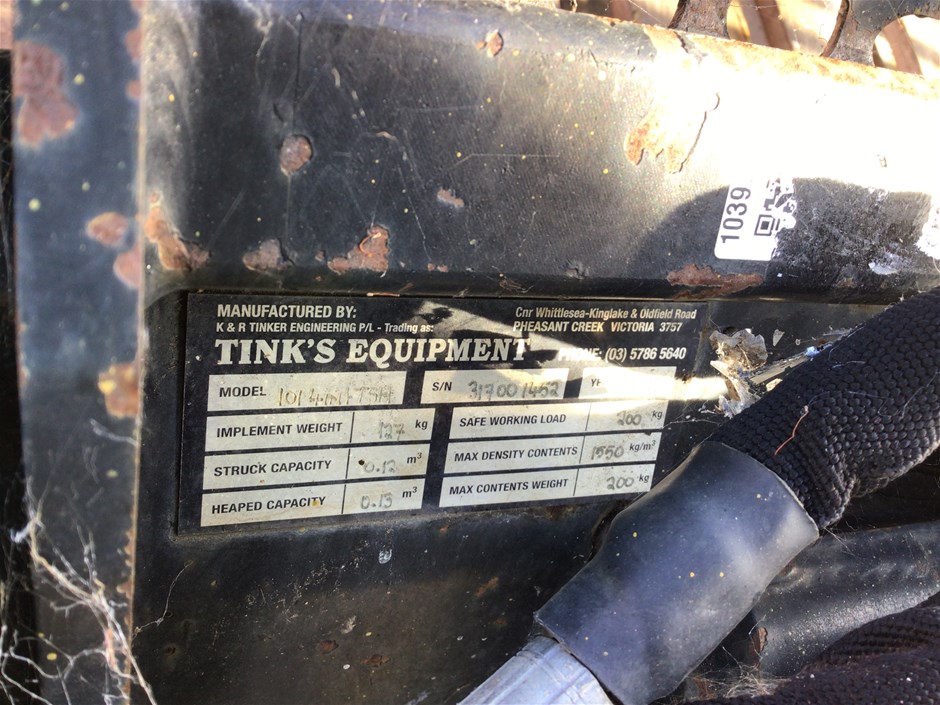 1039
MANUFACTURED BY:
K & R TINKER ENGINEERING P/L - Trading as:
TINK'S EQUIPMENT
Cnr Whittlesea-Kinglake & Oldfield Road
PHEASANT CREEK VICTORIA 3757
PHONE: (03) 5786 5640
MODEL
S/N 317001452
IMPLEMENT WEIGHT 127 kg
STRUCK CAPACITY 0.12 m³
HEAPED CAPACITY 0.13 m³
SAFE WORKING LOAD 200 kg
MAX DENSITY CONTENTS 1550 kg/m³
MAX CONTENTS WEIGHT 200 kg